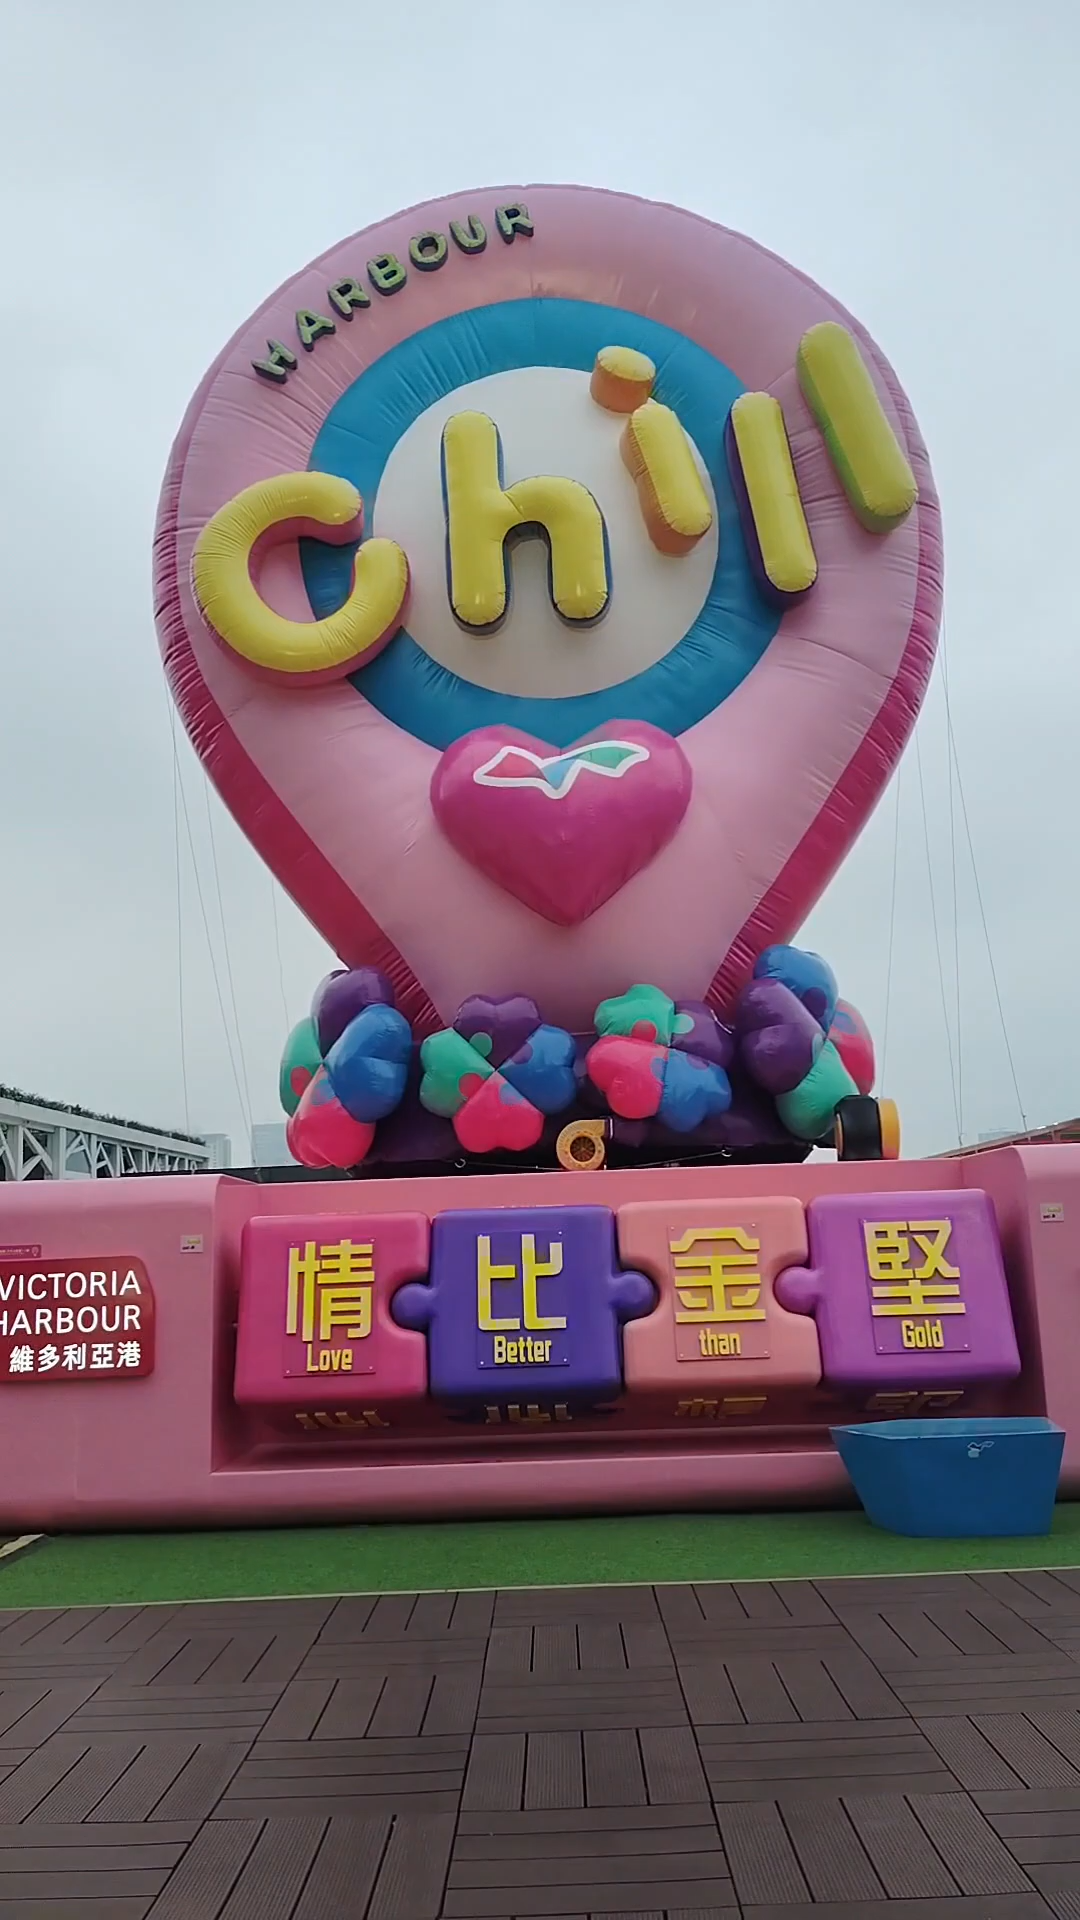 HARBOUR
Chill
VICTORIA
HARBOUR
維多利亞港
情 比 金 堅
Love Better than Gold